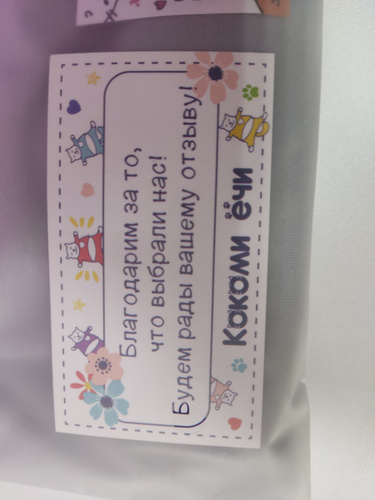 Благодарим за то,
что выбрали нас!
Будем рады вашему отзыву!
Кокоми ёчи